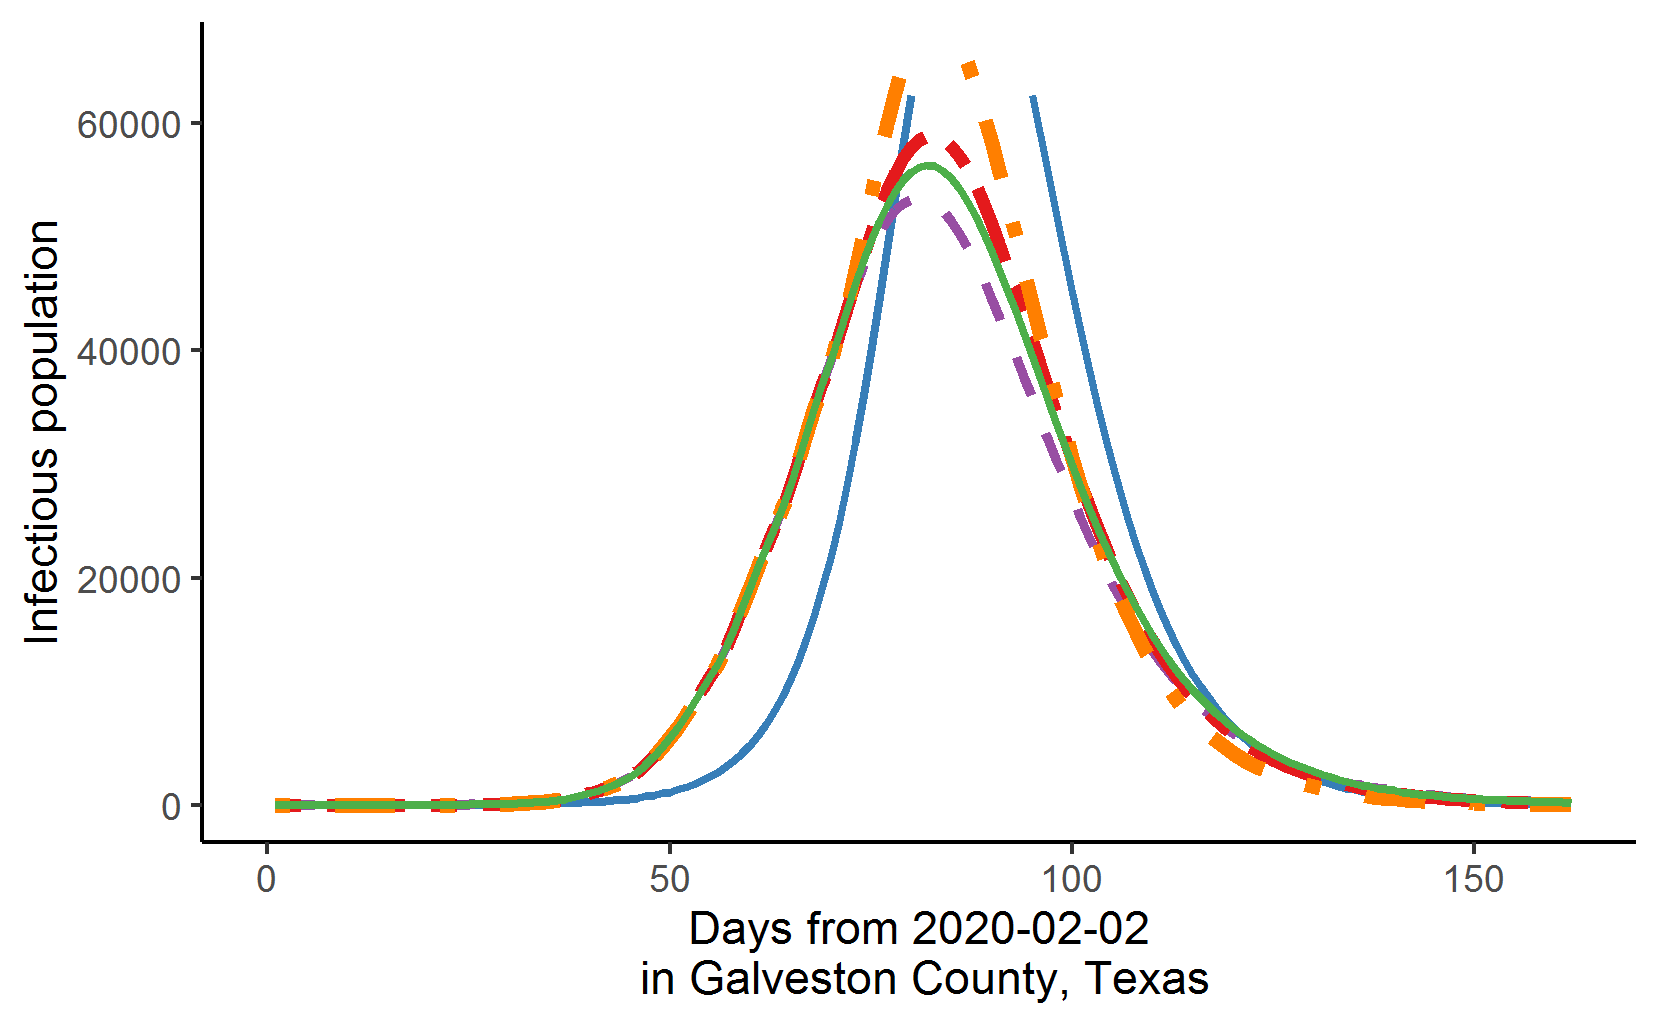 Infectious population
60000
40000
20000
0
0 50 100 150
Days from 2020-02-02
in Galveston County, Texas